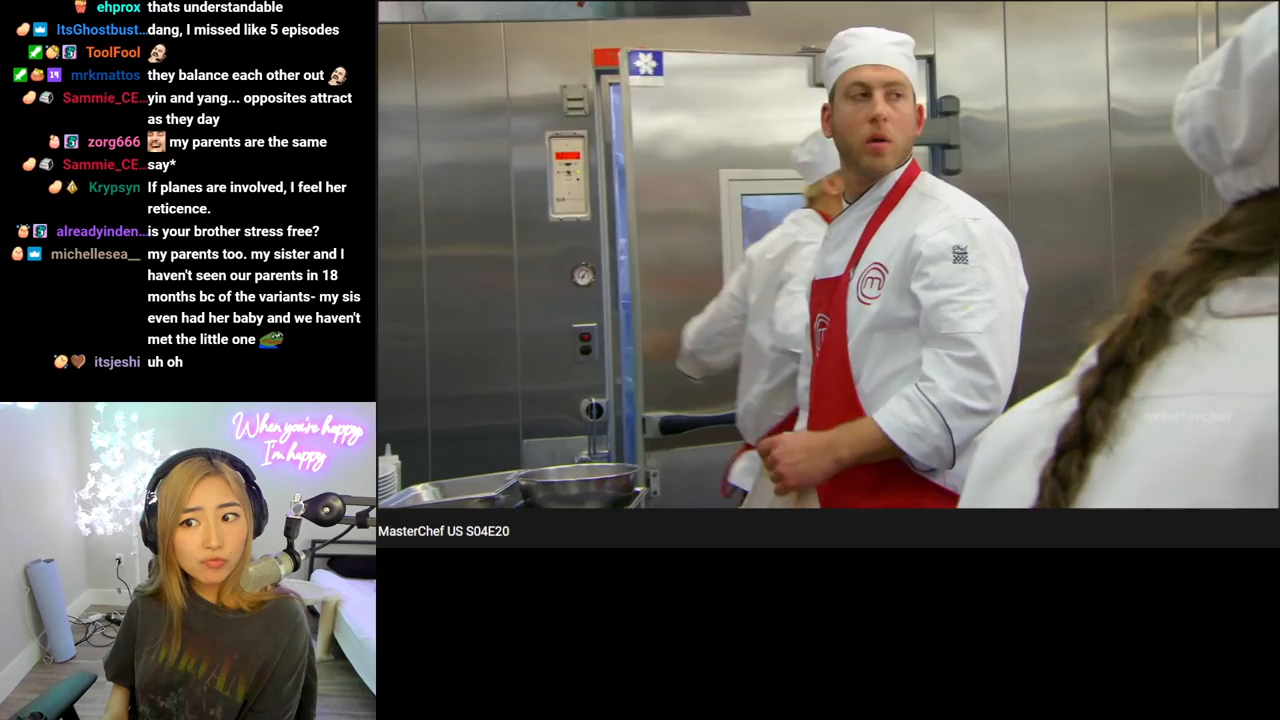 ehprox thats understandable
ItsGhostbust... dang, I missed like 5 episodes
ToolFool
mrkmattos they balance each other out
Sammie_CE... yin and yang... opposites attract
as they day
zorg666 my parents are the same
Sammie_CE... say*
Krypsyn If planes are involved, I feel her
reticence.
alreadyinden... is your brother stress free?
michellesea__ my parents too. my sister and I
haven't seen our parents in 18
months bc of the variants- my sis
even had her baby and we haven't
met the little one
itsjeshi uh oh
When you're happy
I'm happy
MasterChef US S04E20